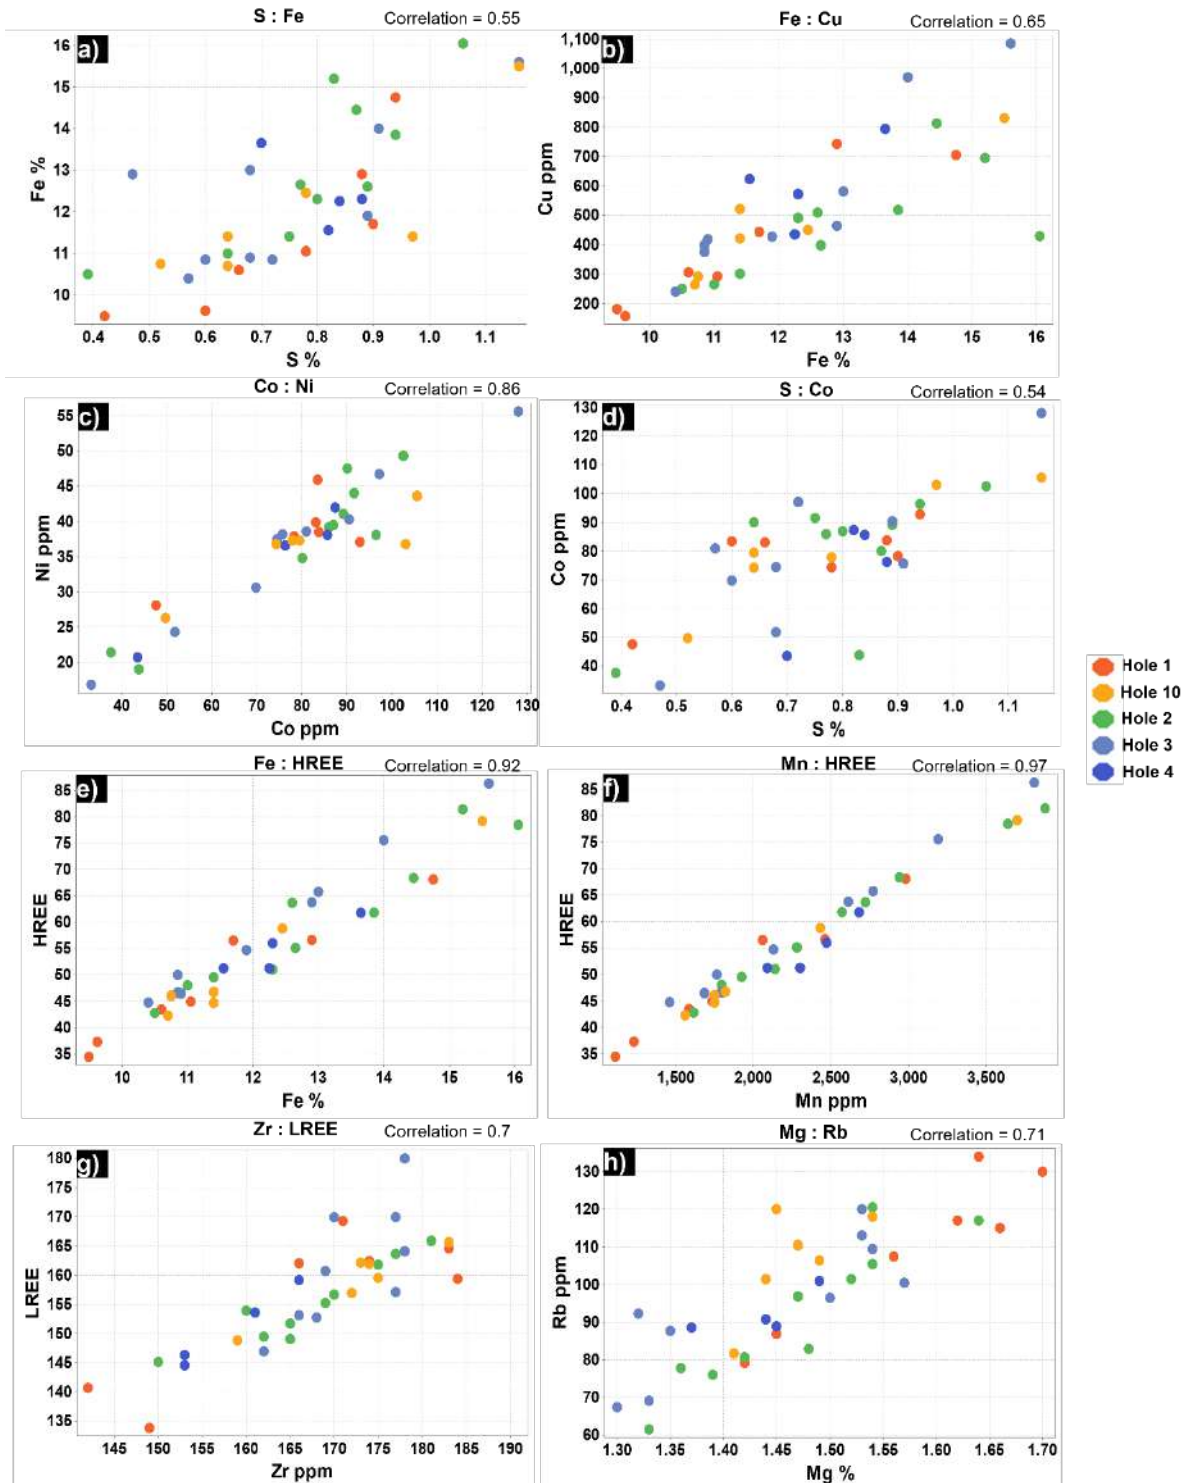 S : Fe Correlation = 0.55
a)
16
15
14
13
12
11
10
Fe %
0.4 0.5 0.6 0.7 0.8 0.9 1.0 1.1
S %
Fe : Cu Correlation = 0.65
b)
1,100
1,000
900
800
700
600
500
400
300
200
Cu ppm
10 11 12 13 14 15 16
Fe %
Co : Ni Correlation = 0.86
c)
55
50
45
40
35
30
25
20
Ni ppm
40 50 60 70 80 90 100 110 120 130
Co ppm
S : Co Correlation = 0.54
d)
130
120
110
100
90
80
70
60
50
40
Co ppm
0.4 0.5 0.6 0.7 0.8 0.9 1.0 1.1
S %
Hole 1
Hole 10
Hole 2
Hole 3
Hole 4
Fe : HREE Correlation = 0.92
e)
85
80
75
70
65
60
55
50
45
40
35
HREE
10 11 12 13 14 15 16
Fe %
Mn : HREE Correlation = 0.97
f)
85
80
75
70
65
60
55
50
45
40
35
HREE
1,500 2,000 2,500 3,000 3,500
Mn ppm
Zr : LREE Correlation = 0.7
g)
180
175
170
165
160
155
150
145
140
135
LREE
145 150 155 160 165 170 175 180 185 190
Zr ppm
Mg : Rb Correlation = 0.71
h)
130
120
110
100
90
80
70
60
Rb ppm
1.30 1.35 1.40 1.45 1.50 1.55 1.60 1.65 1.70
Mg %